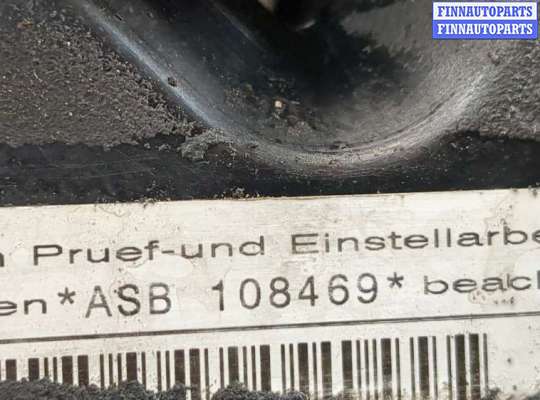 FINNAUTOPARTS
FINNAUTOPARTS
Pruef-und Einstellarbe
en *ASB 108469* beac